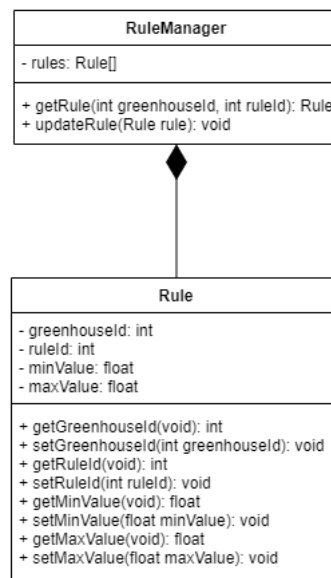 RuleManager
- rules: Rule[]
+ getRule(int greenhouseId, int ruleId): Rule
+ updateRule(Rule rule): void
Rule
- greenhouseId: int
- ruleId: int
- minValue: float
- maxValue: float
+ getGreenhouseId(void): int
+ setGreenhouseId(int greenhouseId): void
+ getRuleId(void): int
+ setRuleId(int ruleId): void
+ getMinValue(void): float
+ setMinValue(float minValue): void
+ getMaxValue(void): float
+ setMaxValue(float maxValue): void